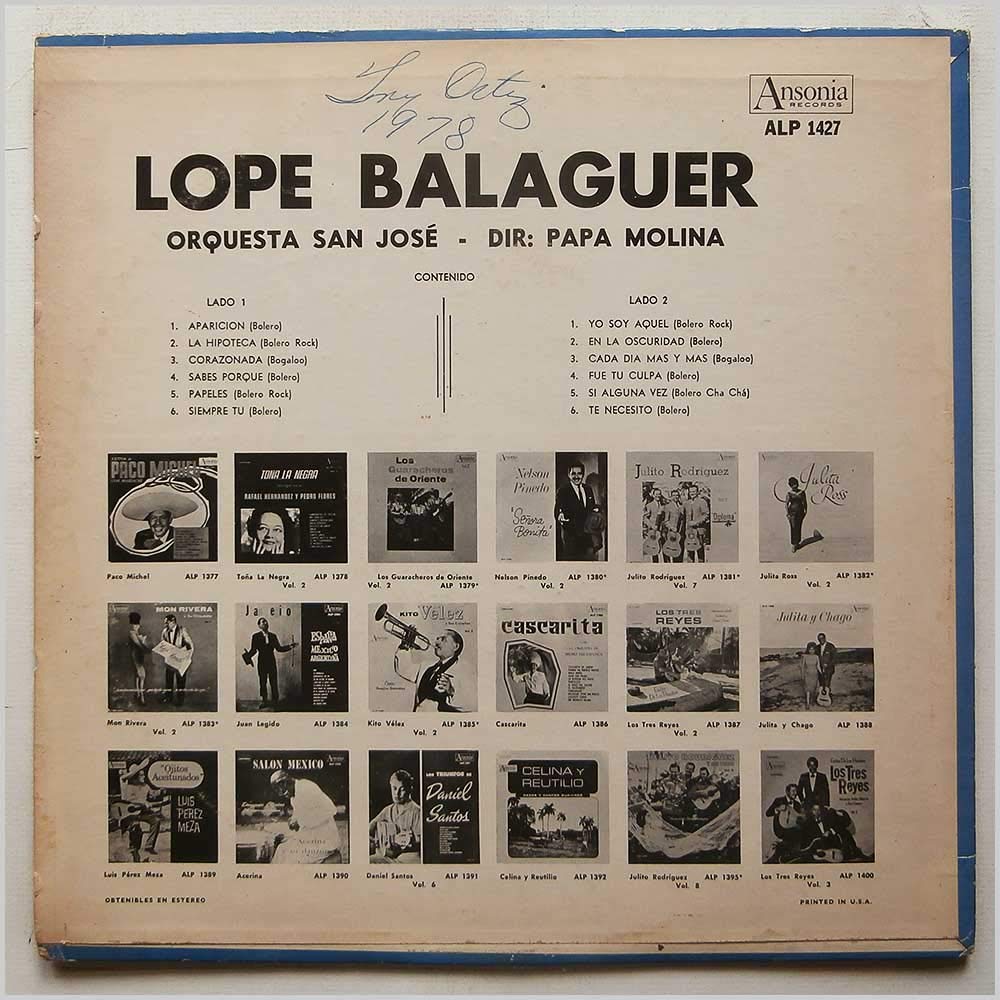 Tony Ortiz
1978
Ansonia
RECORDS
ALP 1427
LOPE BALAGUER
ORQUESTA SAN JOSÉ - DIR: PAPA MOLINA
CONTENIDO
LADO 1
1. APARICION (Bolero)
2. LA HIPOTECA (Bolero Rock)
3. CORAZONADA (Bogaloo)
4. SABES PORQUE (Bolero)
5. PAPELES (Bolero Rock)
6. SIEMPRE TU (Bolero)
LADO 2
1. YO SOY AQUEL (Bolero Rock)
2. EN LA OSCURIDAD (Bolero)
3. CADA DIA MAS Y MAS (Bogaloo)
4. FUE TU CULPA (Bolero)
5. SI ALGUNA VEZ (Bolero Cha Chá)
6. TE NECESITO (Bolero)
PACO MICHEL
TOÑA LA NEGRA
RAFAEL HERNANDEZ Y PEDRO FLORES
Los
Guaracheros
de Oriente
Nelson
Pinedo
"Señora
Bonita"
Julito Rodríguez
"Diploma"
Julita
Ross
Paco Michel ALP 1377
Toña La Negra ALP 1378
Vol. 2
Los Guaracheros de Oriente
Vol. 2 ALP 1379*
Nelson Pinedo ALP 1380*
Vol. 2
Julito Rodríguez ALP 1381*
Vol. 7
Julita Ross ALP 1382*
Vol. 2
MON RIVERA
ESPAÑA
MEXICO
ARGENTINA
KITO VELEZ
CASCARITA
LOS TRES
REYES
Julita y Chago
Mon Rivera ALP 1383*
Vol. 2
Juan Legido ALP 1384
Kito Vélez ALP 1385*
Vol. 2
Cascarita ALP 1386
Los Tres Reyes ALP 1387
Vol. 2
Julita y Chago ALP 1388
"Ojitos
Aceitunados"
LUIS
PEREZ
MEZA
SALON MEXICO
Acerina
LOS TRIUNFOS DE
Daniel
Santos
CELINA Y
REUTILIO
LOS TRES
REYES
Luis Pérez Meza ALP 1389
Acerina ALP 1390
Daniel Santos ALP 1391
Vol. 6
Celina y Reutilio ALP 1392
Julito Rodríguez ALP 1395*
Vol. 8
Los Tres Reyes ALP 1400
Vol. 3
OBTENIBLES EN ESTEREO
PRINTED IN U.S.A.